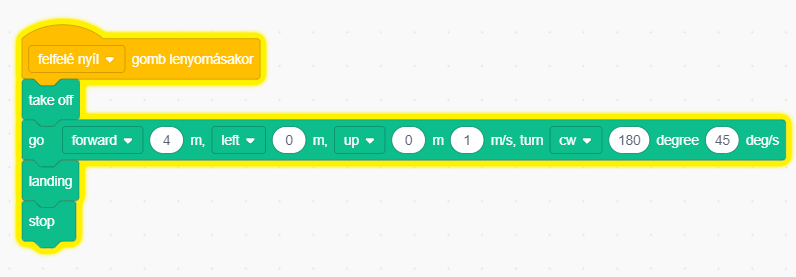 felfelé nyíl gomb lenyomásakor
take off
go forward 4 m, left 0 m, up 0 m 1 m/s, turn cw 180 degree 45 deg/s
landing
stop